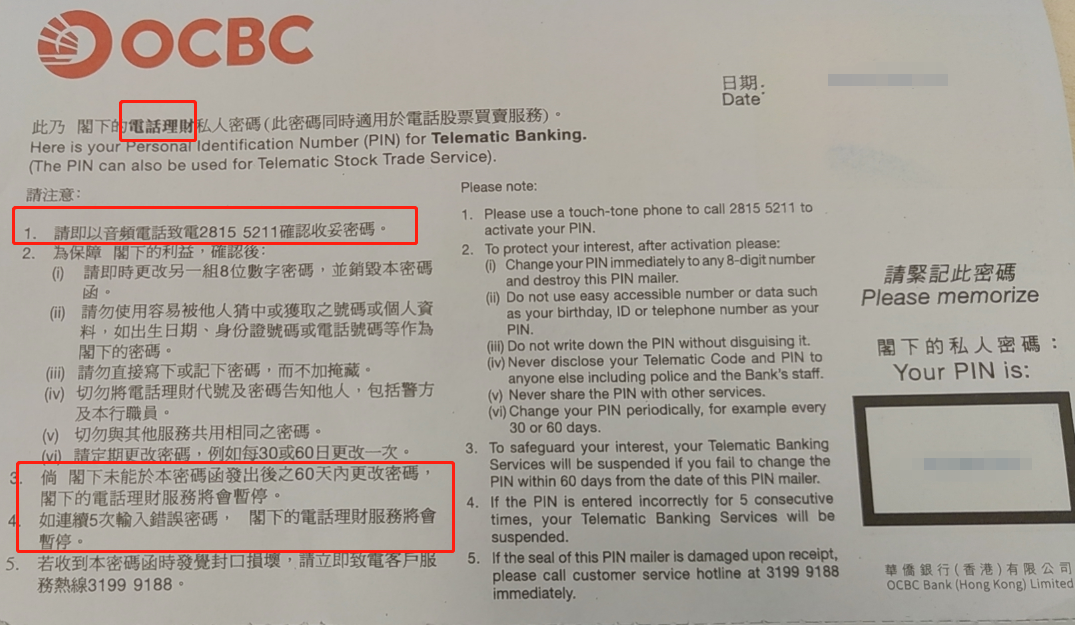 OCBC
日期:
Date
此乃 閣下的電話理財私人密碼(此密碼同時適用於電話股票買賣服務)。
Here is your Personal Identification Number (PIN) for Telematic Banking.
(The PIN can also be used for Telematic Stock Trade Service).
請注意:
1. 請即以音頻電話致電2815 5211確認收妥密碼。
2. 為保障 閣下的利益,確認後:
(i) 請即時更改另一組8位數字密碼,並銷毀本密碼
函。
(ii) 請勿使用容易被他人猜中或獲取之號碼或個人資
料,如出生日期、身份證號碼或電話號碼等作為
閣下的密碼。
(iii) 請勿直接寫下或記下密碼,而不加掩藏。
(iv) 切勿將電話理財代號及密碼告知他人,包括警方
及本行職員。
(v) 切勿與其他服務共用相同之密碼。
(vi) 請定期更改密碼,例如每30或60日更改一次。
3. 倘 閣下未能於本密碼函發出後之60天內更改密碼,
閣下的電話理財服務將會暫停。
4. 如連續5次輸入錯誤密碼, 閣下的電話理財服務將會
暫停。
5. 若收到本密碼函時發覺封口損壞,請立即致電客戶服
務熱線3199 9188。
Please note:
1. Please use a touch-tone phone to call 2815 5211 to
activate your PIN.
2. To protect your interest, after activation please:
(i) Change your PIN immediately to any 8-digit number
and destroy this PIN mailer.
(ii) Do not use easy accessible number or data such
as your birthday, ID or telephone number as your
PIN.
(iii) Do not write down the PIN without disguising it.
(iv) Never disclose your Telematic Code and PIN to
anyone else including police and the Bank's staff.
(v) Never share the PIN with other services.
(vi) Change your PIN periodically, for example every
30 or 60 days.
3. To safeguard your interest, your Telematic Banking
Services will be suspended if you fail to change the
PIN within 60 days from the date of this PIN mailer.
4. If the PIN is entered incorrectly for 5 consecutive
times, your Telematic Banking Services will be
suspended.
5. If the seal of this PIN mailer is damaged upon receipt,
please call customer service hotline at 3199 9188
immediately.
請緊記此密碼
Please memorize
閣下的私人密碼:
Your PIN is:
華僑銀行(香港)有限公司
OCBC Bank (Hong Kong) Limited